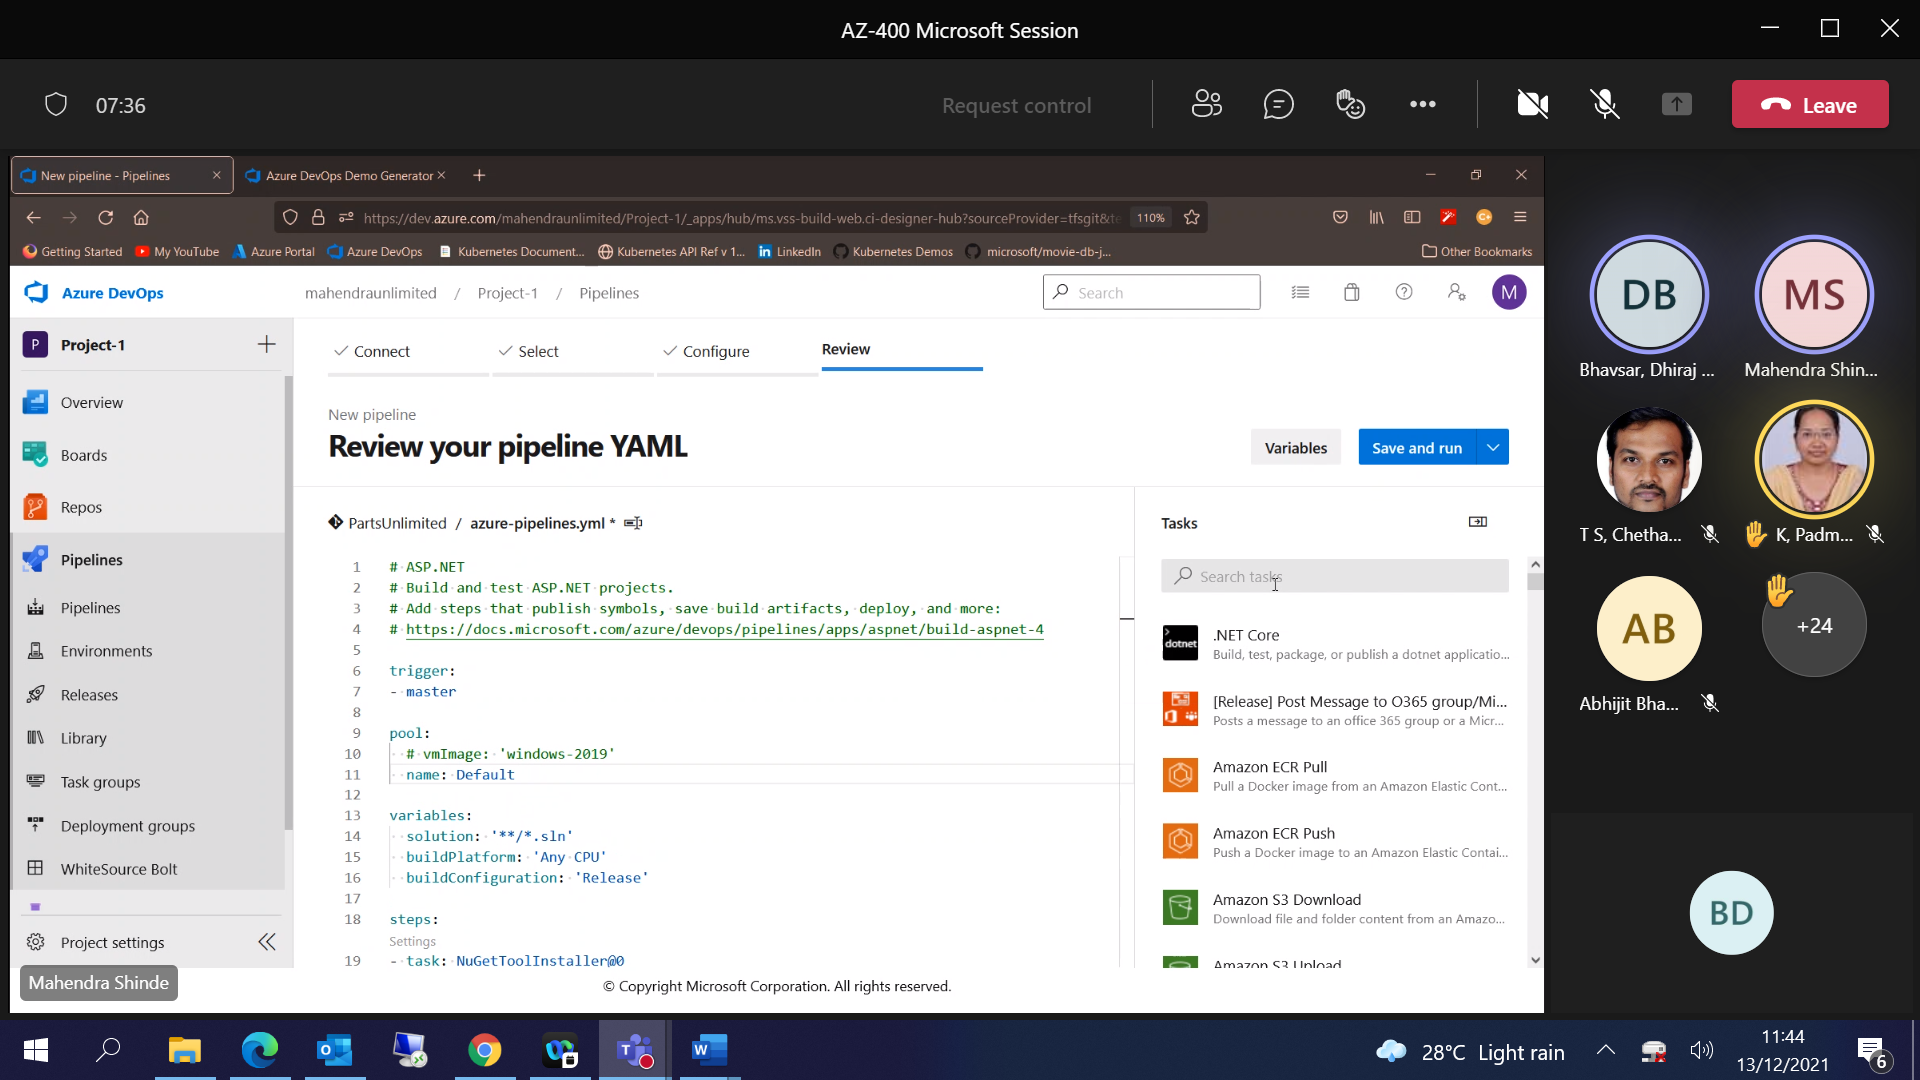 AZ-400 Microsoft Session
07:36
Request control
Leave
New pipeline - Pipelines
Azure DevOps Demo Generator
https://dev.azure.com/mahendraunlimited/Project-1/_apps/hub/ms.vss-build-web.ci-designer-hub?sourceProvider=tfsgit&
110%
Getting Started
My YouTube
Azure Portal
Azure DevOps
Kubernetes Document...
Kubernetes API Ref v 1...
LinkedIn
Kubernetes Demos
microsoft/movie-db-j...
Other Bookmarks
Azure DevOps
mahendraunlimited / Project-1 / Pipelines
Search
M
P Project-1
Overview
Boards
Repos
Pipelines
Pipelines
Environments
Releases
Library
Task groups
Deployment groups
WhiteSource Bolt
Project settings
Mahendra Shinde
Connect
Select
Configure
Review
New pipeline
Review your pipeline YAML
Variables
Save and run
PartsUnlimited / azure-pipelines.yml *
1 # ASP.NET
2 # Build and test ASP.NET projects.
3 # Add steps that publish symbols, save build artifacts, deploy, and more:
4 # https://docs.microsoft.com/azure/devops/pipelines/apps/aspnet/build-aspnet-4
5
6 trigger:
7 - master
8
9 pool:
10 # vmImage: 'windows-2019'
11 name: Default
12
13 variables:
14 solution: '**/*.sln'
15 buildPlatform: 'Any CPU'
16 buildConfiguration: 'Release'
17
18 steps:
Settings
19 - task: NuGetToolInstaller@0
Tasks
Search tasks
dotnet
.NET Core
Build, test, package, or publish a dotnet applicatio...
[Release] Post Message to O365 group/Mi...
Posts a message to an office 365 group or a Micr...
Amazon ECR Pull
Pull a Docker image from an Amazon Elastic Cont...
Amazon ECR Push
Push a Docker image to an Amazon Elastic Contai...
Amazon S3 Download
Download file and folder content from an Amazo...
Amazon S3 Upload
© Copyright Microsoft Corporation. All rights reserved.
DB
MS
Bhavsar, Dhiraj ...
Mahendra Shin...
T S, Chetha...
K, Padm...
AB
+24
Abhijit Bha...
BD
28°C Light rain
11:44
13/12/2021
6